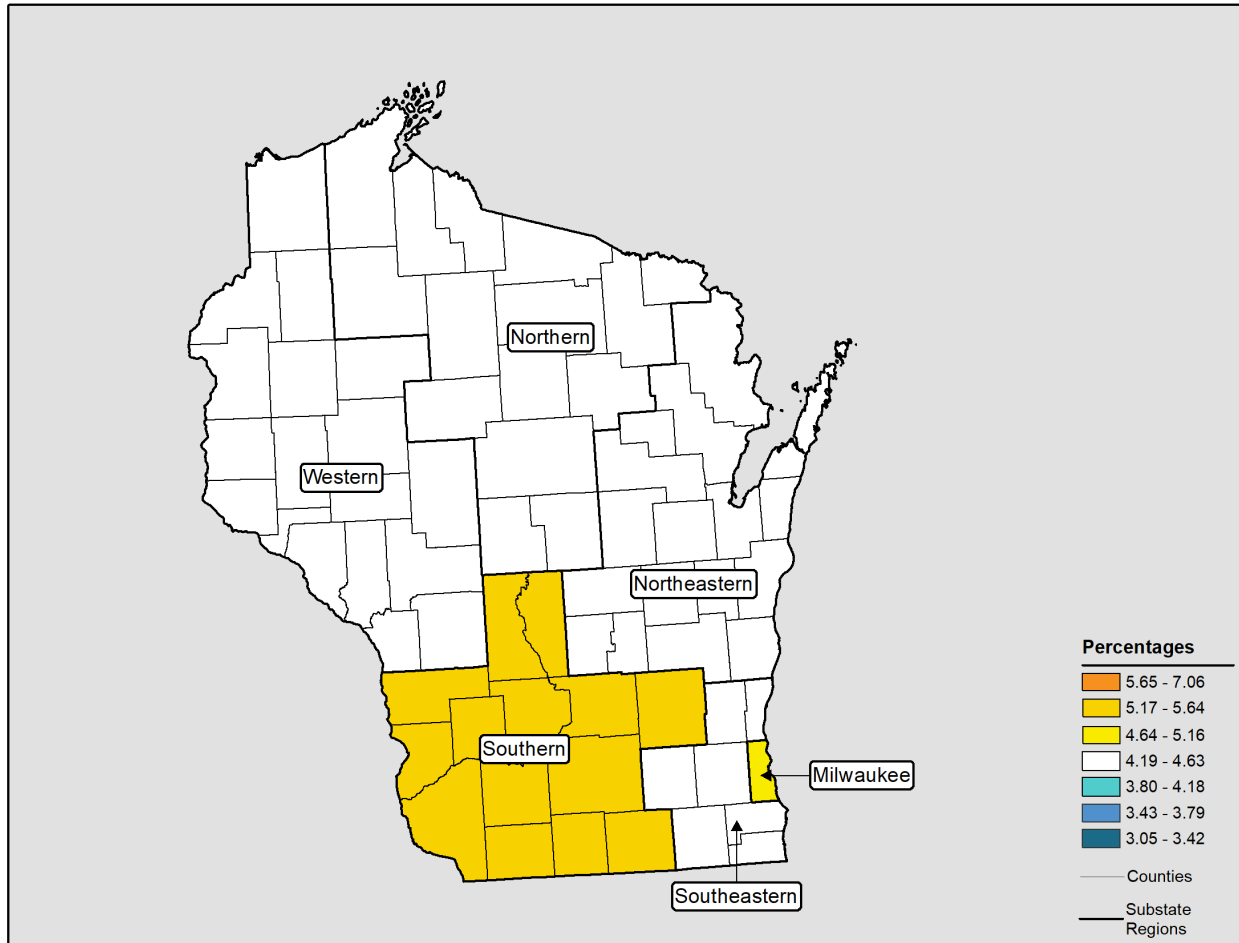 Northern
Western
Northeastern
Southern
Milwaukee
Southeastern
Percentages
5.65 - 7.06
5.17 - 5.64
4.64 - 5.16
4.19 - 4.63
3.80 - 4.18
3.43 - 3.79
3.05 - 3.42
Counties
Substate
Regions